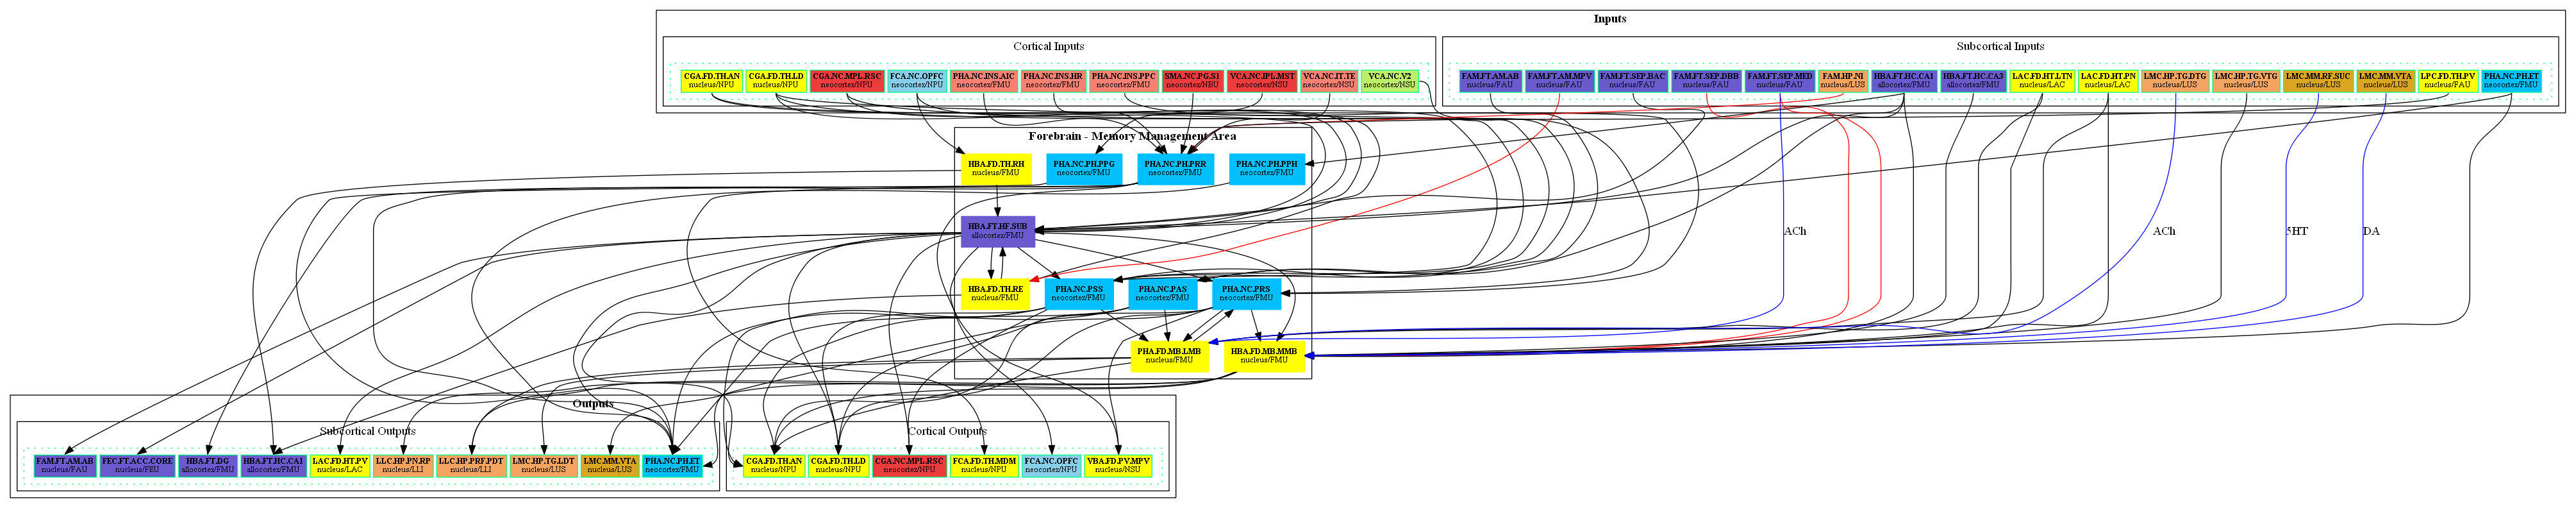 Inputs
Cortical Inputs
Subcortical Inputs
CGA.FD.TH.AN
nucleus/NPU
CGA.FD.TH.LD
nucleus/NPU
CGA.NC.MPL.RSC
neocortex/NPU
FCA.NC.OPFC
neocortex/NPU
PHA.NC.INS.AIC
neocortex/FMU
PHA.NC.INS.HR
neocortex/FMU
PHA.NC.INS.PPC
neocortex/FMU
SMA.NC.PG.S1
neocortex/NBU
VCA.NC.IPL.MST
neocortex/NSU
VCA.NC.IT.TE
neocortex/NSU
VCA.NC.V2
neocortex/NSU
FAM.FT.AM.AB
nucleus/FAU
FAM.FT.AM.MPV
nucleus/FAU
FAM.FT.SEP.BAC
nucleus/FAU
FAM.FT.SEP.DBB
nucleus/FAU
FAM.FT.SEP.MED
nucleus/FAU
FAM.HP.NI
nucleus/LUS
HBA.FT.HC.CA1
allocortex/FMU
HBA.FT.HC.CA3
allocortex/FMU
LAC.FD.HT.LTN
nucleus/LAC
LAC.FD.HT.PN
nucleus/LAC
LMC.HP.TG.DTG
nucleus/LUS
LMC.HP.TG.VTG
nucleus/LUS
LMC.MM.RF.SUC
nucleus/LUS
LMC.MM.VTA
nucleus/LUS
LPC.FD.TH.PV
nucleus/FAU
PHA.NC.PH.ET
neocortex/FMU
Forebrain - Memory Management Area
HBA.FD.TH.RH
nucleus/FMU
PHA.NC.PH.PPG
neocortex/FMU
PHA.NC.PH.PRR
neocortex/FMU
PHA.NC.PH.PPH
neocortex/FMU
HBA.FT.HF.SUB
allocortex/FMU
ACh
ACh
5HT
DA
HBA.FD.TH.RE
nucleus/FMU
PHA.NC.PSS
neocortex/FMU
PHA.NC.PAS
neocortex/FMU
PHA.NC.PRS
neocortex/FMU
PHA.FD.MB.LMB
nucleus/FMU
HBA.FD.MB.MMB
nucleus/FMU
Outputs
Subcortical Outputs
Cortical Outputs
FAM.FT.AM.AB
nucleus/FAU
FEC.FT.ACC.CORE
nucleus/FEU
HBA.FT.DG
allocortex/FMU
HBA.FT.HC.CA1
allocortex/FMU
LAC.FD.HT.PV
nucleus/LAC
LLC.HP.PN.RP
nucleus/LLI
LLC.HP.PRF.PDT
nucleus/LLI
LMC.HP.TG.LDT
nucleus/LUS
LMC.MM.VTA
nucleus/LUS
PHA.NC.PH.ET
neocortex/FMU
CGA.FD.TH.AN
nucleus/NPU
CGA.FD.TH.LD
nucleus/NPU
CGA.NC.MPL.RSC
neocortex/NPU
FCA.FD.TH.MDM
nucleus/NPU
FCA.NC.OPFC
neocortex/NPU
VBA.FD.PV.MPV
nucleus/NSU